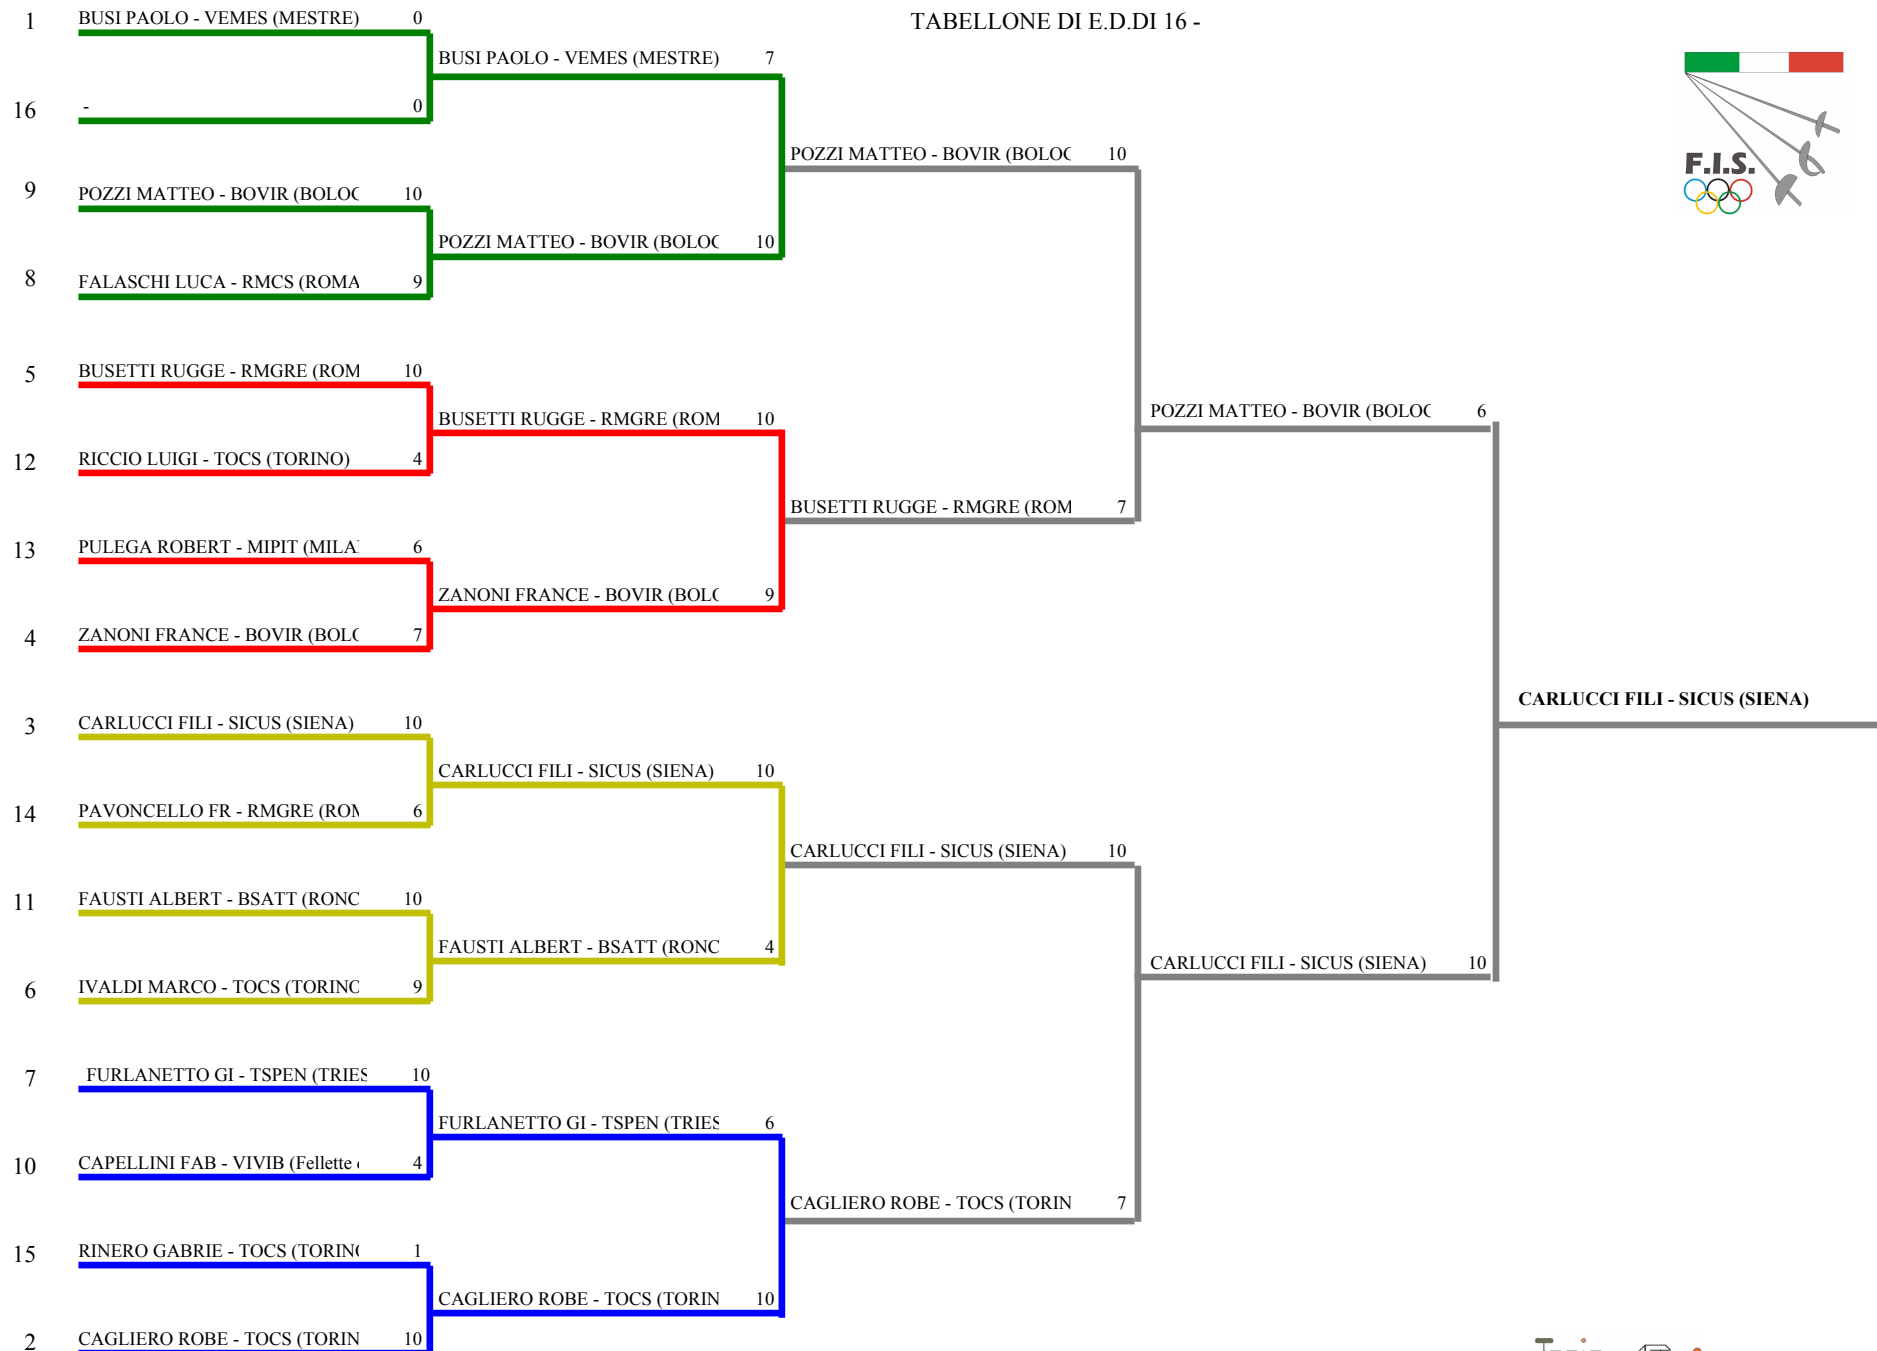 TABELLONE DI E.D.DI 16 -
F.I.S.
1 BUSI PAOLO - VEMES (MESTRE) 0
16 - 0
9 POZZI MATTEO - BOVIR (BOLOG 10
8 FALASCHI LUCA - RMCS (ROMA 9
5 BUSETTI RUGGE - RMGRE (ROM 10
12 RICCIO LUIGI - TOCS (TORINO) 4
13 PULEGA ROBERT - MIPIT (MILA 6
4 ZANONI FRANCE - BOVIR (BOLO 7
3 CARLUCCI FILI - SICUS (SIENA) 10
14 PAVONCELLO FR - RMGRE (ROM 6
11 FAUSTI ALBERT - BSATT (RONC 10
6 IVALDI MARCO - TOCS (TORINO 9
7 FURLANETTO GI - TSPEN (TRIES 10
10 CAPELLINI FAB - VIVIB (Fellette 4
15 RINERO GABRIE - TOCS (TORINO 1
2 CAGLIERO ROBE - TOCS (TORIN 10
BUSI PAOLO - VEMES (MESTRE) 7
POZZI MATTEO - BOVIR (BOLOG 10
BUSETTI RUGGE - RMGRE (ROM 10
ZANONI FRANCE - BOVIR (BOLO 9
CARLUCCI FILI - SICUS (SIENA) 10
FAUSTI ALBERT - BSATT (RONC 4
FURLANETTO GI - TSPEN (TRIES 6
CAGLIERO ROBE - TOCS (TORIN 10
POZZI MATTEO - BOVIR (BOLOG 10
BUSETTI RUGGE - RMGRE (ROM 7
CARLUCCI FILI - SICUS (SIENA) 10
CAGLIERO ROBE - TOCS (TORIN 7
POZZI MATTEO - BOVIR (BOLOG 6
CARLUCCI FILI - SICUS (SIENA) 10
CARLUCCI FILI - SICUS (SIENA)